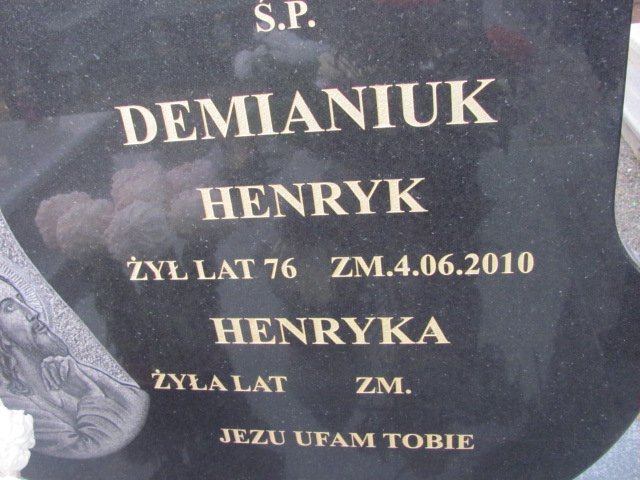 Ś.P.
DEMIANIUK
HENRYK
ŻYŁ LAT 76 ZM.4.06.2010
HENRYKA
ŻYŁA LAT ZM.
JEZU UFAM TOBIE